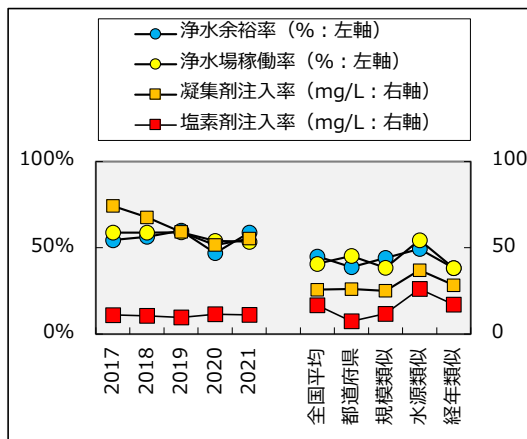 浄水余裕率（%：左軸）
浄水場稼働率（%：左軸）
凝集剤注入率（mg/L：右軸）
塩素剤注入率（mg/L：右軸）
100%
100
50%
50
0%
0
2017
2018
2019
2020
2021
全国平均
都道府県
規模類似
水源類似
経年類似